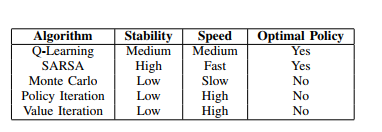 Algorithm Stability Speed Optimal Policy
Q-Learning Medium Medium Yes
SARSA High Fast Yes
Monte Carlo Low Slow No
Policy Iteration Low High No
Value Iteration Low High No